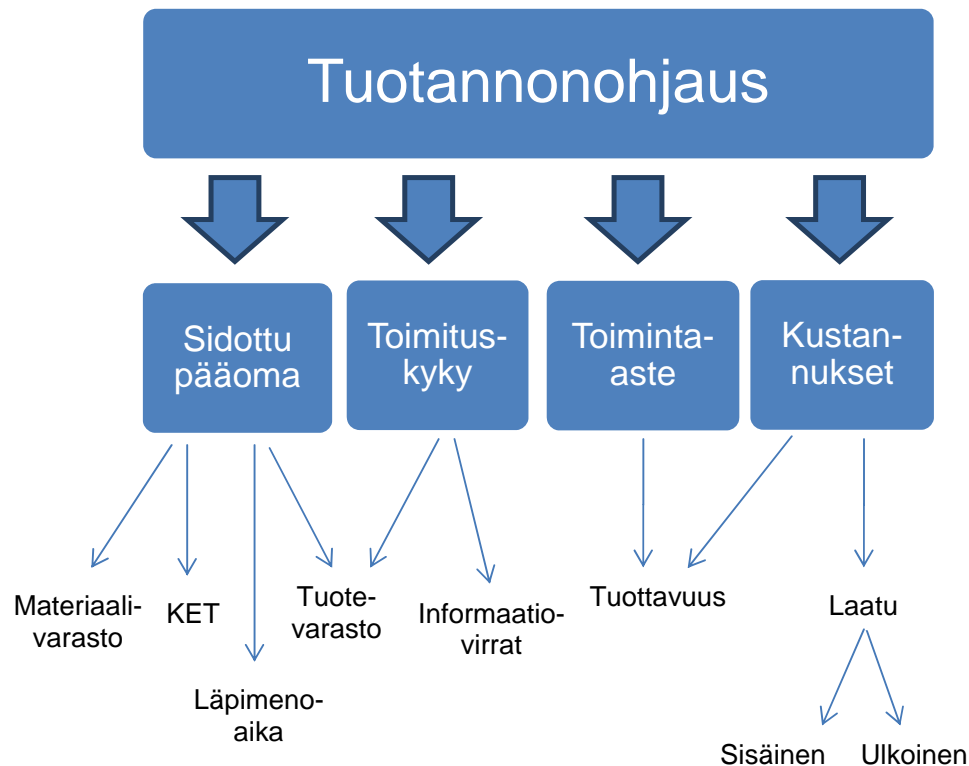 Tuotannonohjaus
Sidottu
pääoma
Toimitus-
kyky
Toiminta-
aste
Kustan-
nukset
Materiaali-
varasto
KET
Tuote-
varasto
Informaatio-
virrat
Tuottavuus
Laatu
Läpimeno-
aika
Sisäinen
Ulkoinen